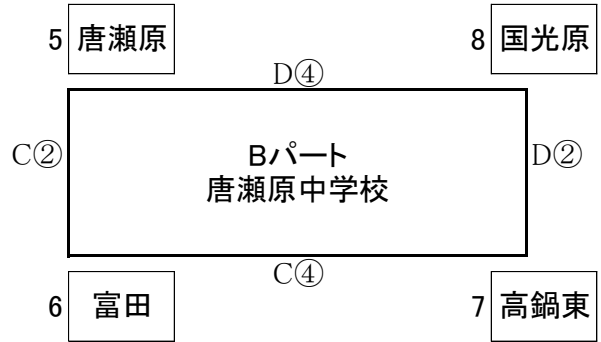 5 唐瀬原
8 国光原
D④
C②
Bパート
D②
唐瀬原中学校
C④
6 富田
7 高鍋東